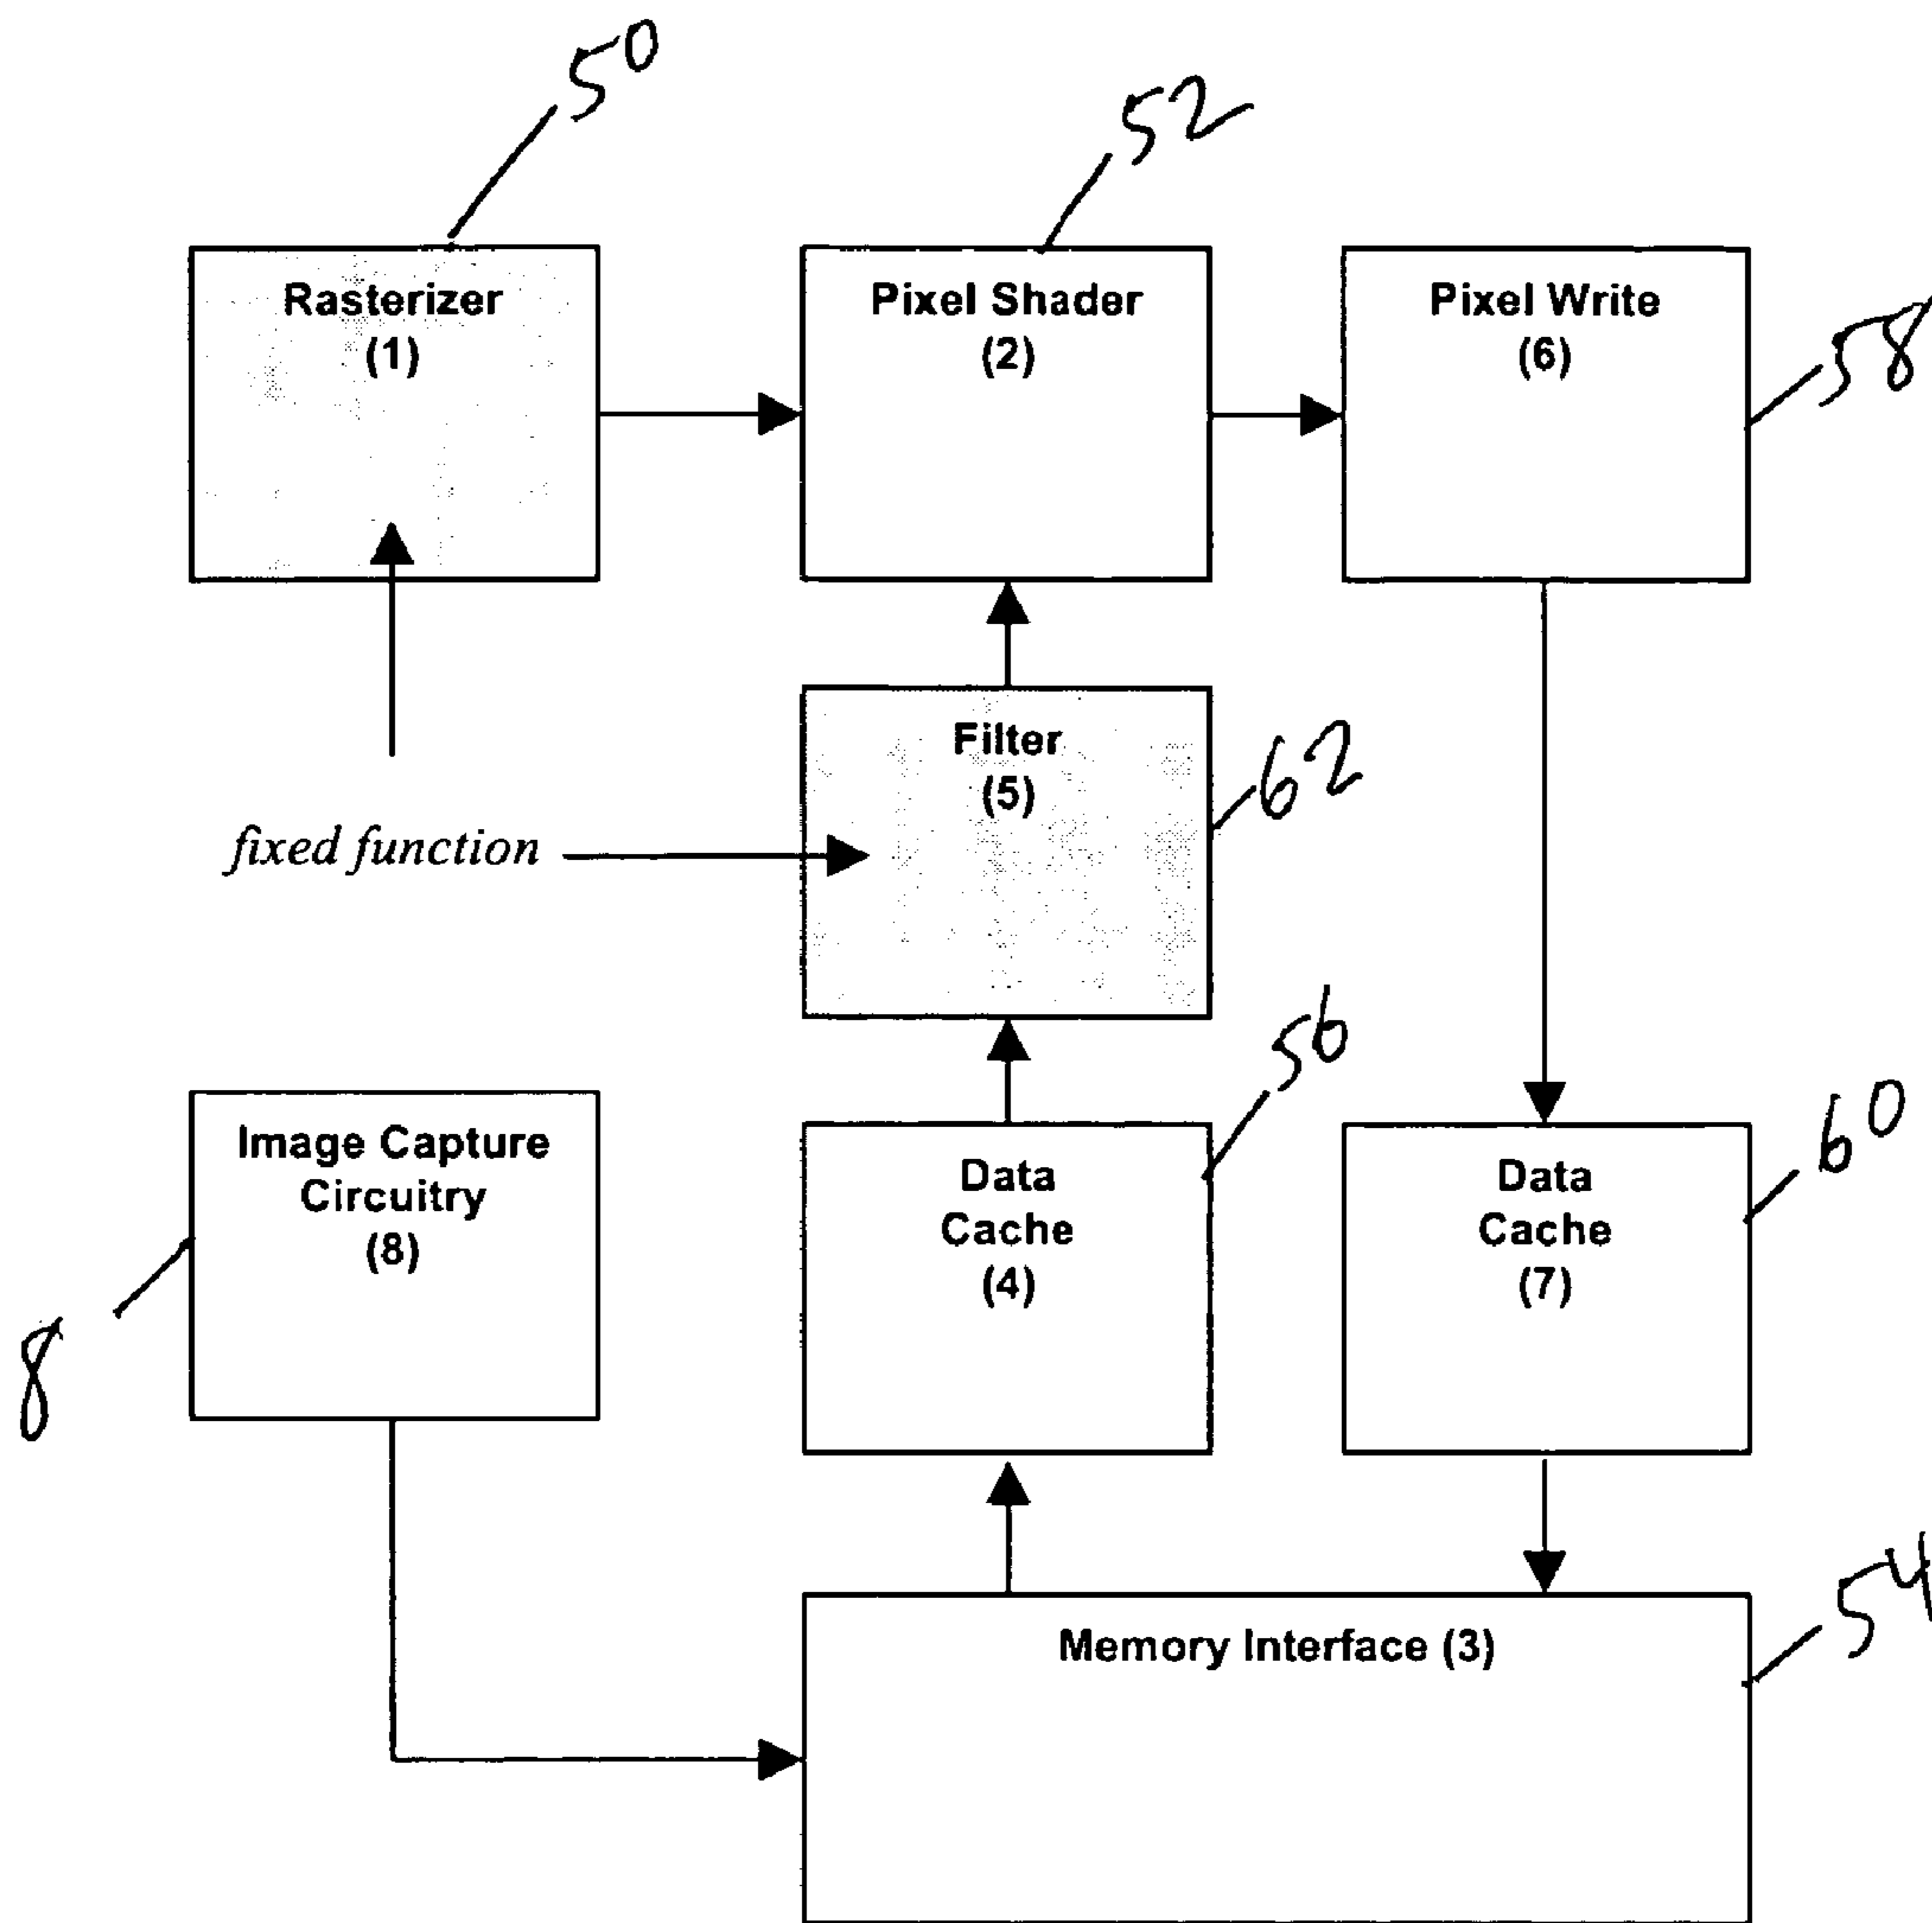 50
52
Rasterizer
(1)
Pixel Shader
(2)
Pixel Write
(6)
58
Filter
(5)
62
fixed function
56
Image Capture
Circuitry
(8)
8
Data
Cache
(4)
Data
Cache
(7)
60
Memory Interface (3)
54